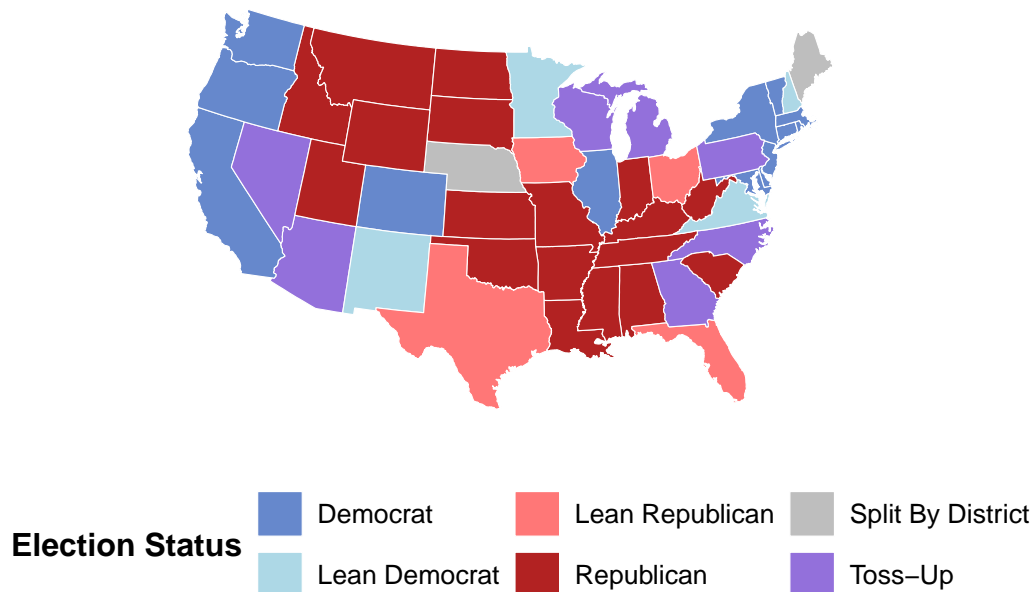 Election Status
Democrat
Lean Democrat
Lean Republican
Republican
Split By District
Toss−Up